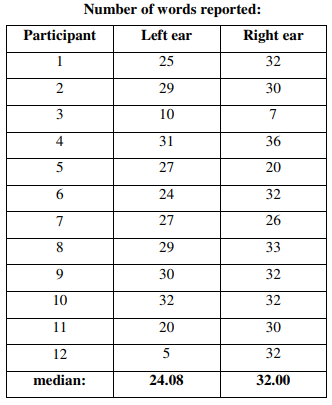 Number of words reported:
Participant Left ear Right ear
1 25 32
2 29 30
3 10 7
4 31 36
5 27 20
6 24 32
7 27 26
8 29 33
9 30 32
10 32 32
11 20 30
12 5 32
median: 24.08 32.00